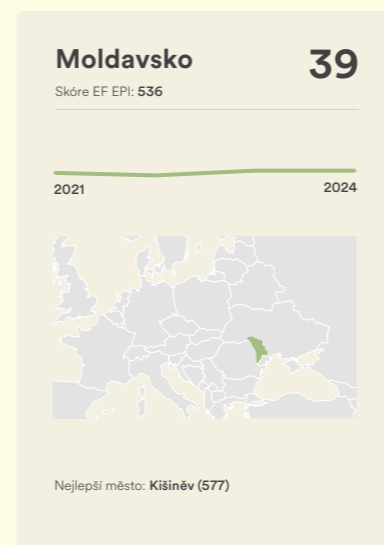 Moldavsko
39
Skóre EF EPI: 536
2021
2024
Nejlepší město: Kišiněv (577)